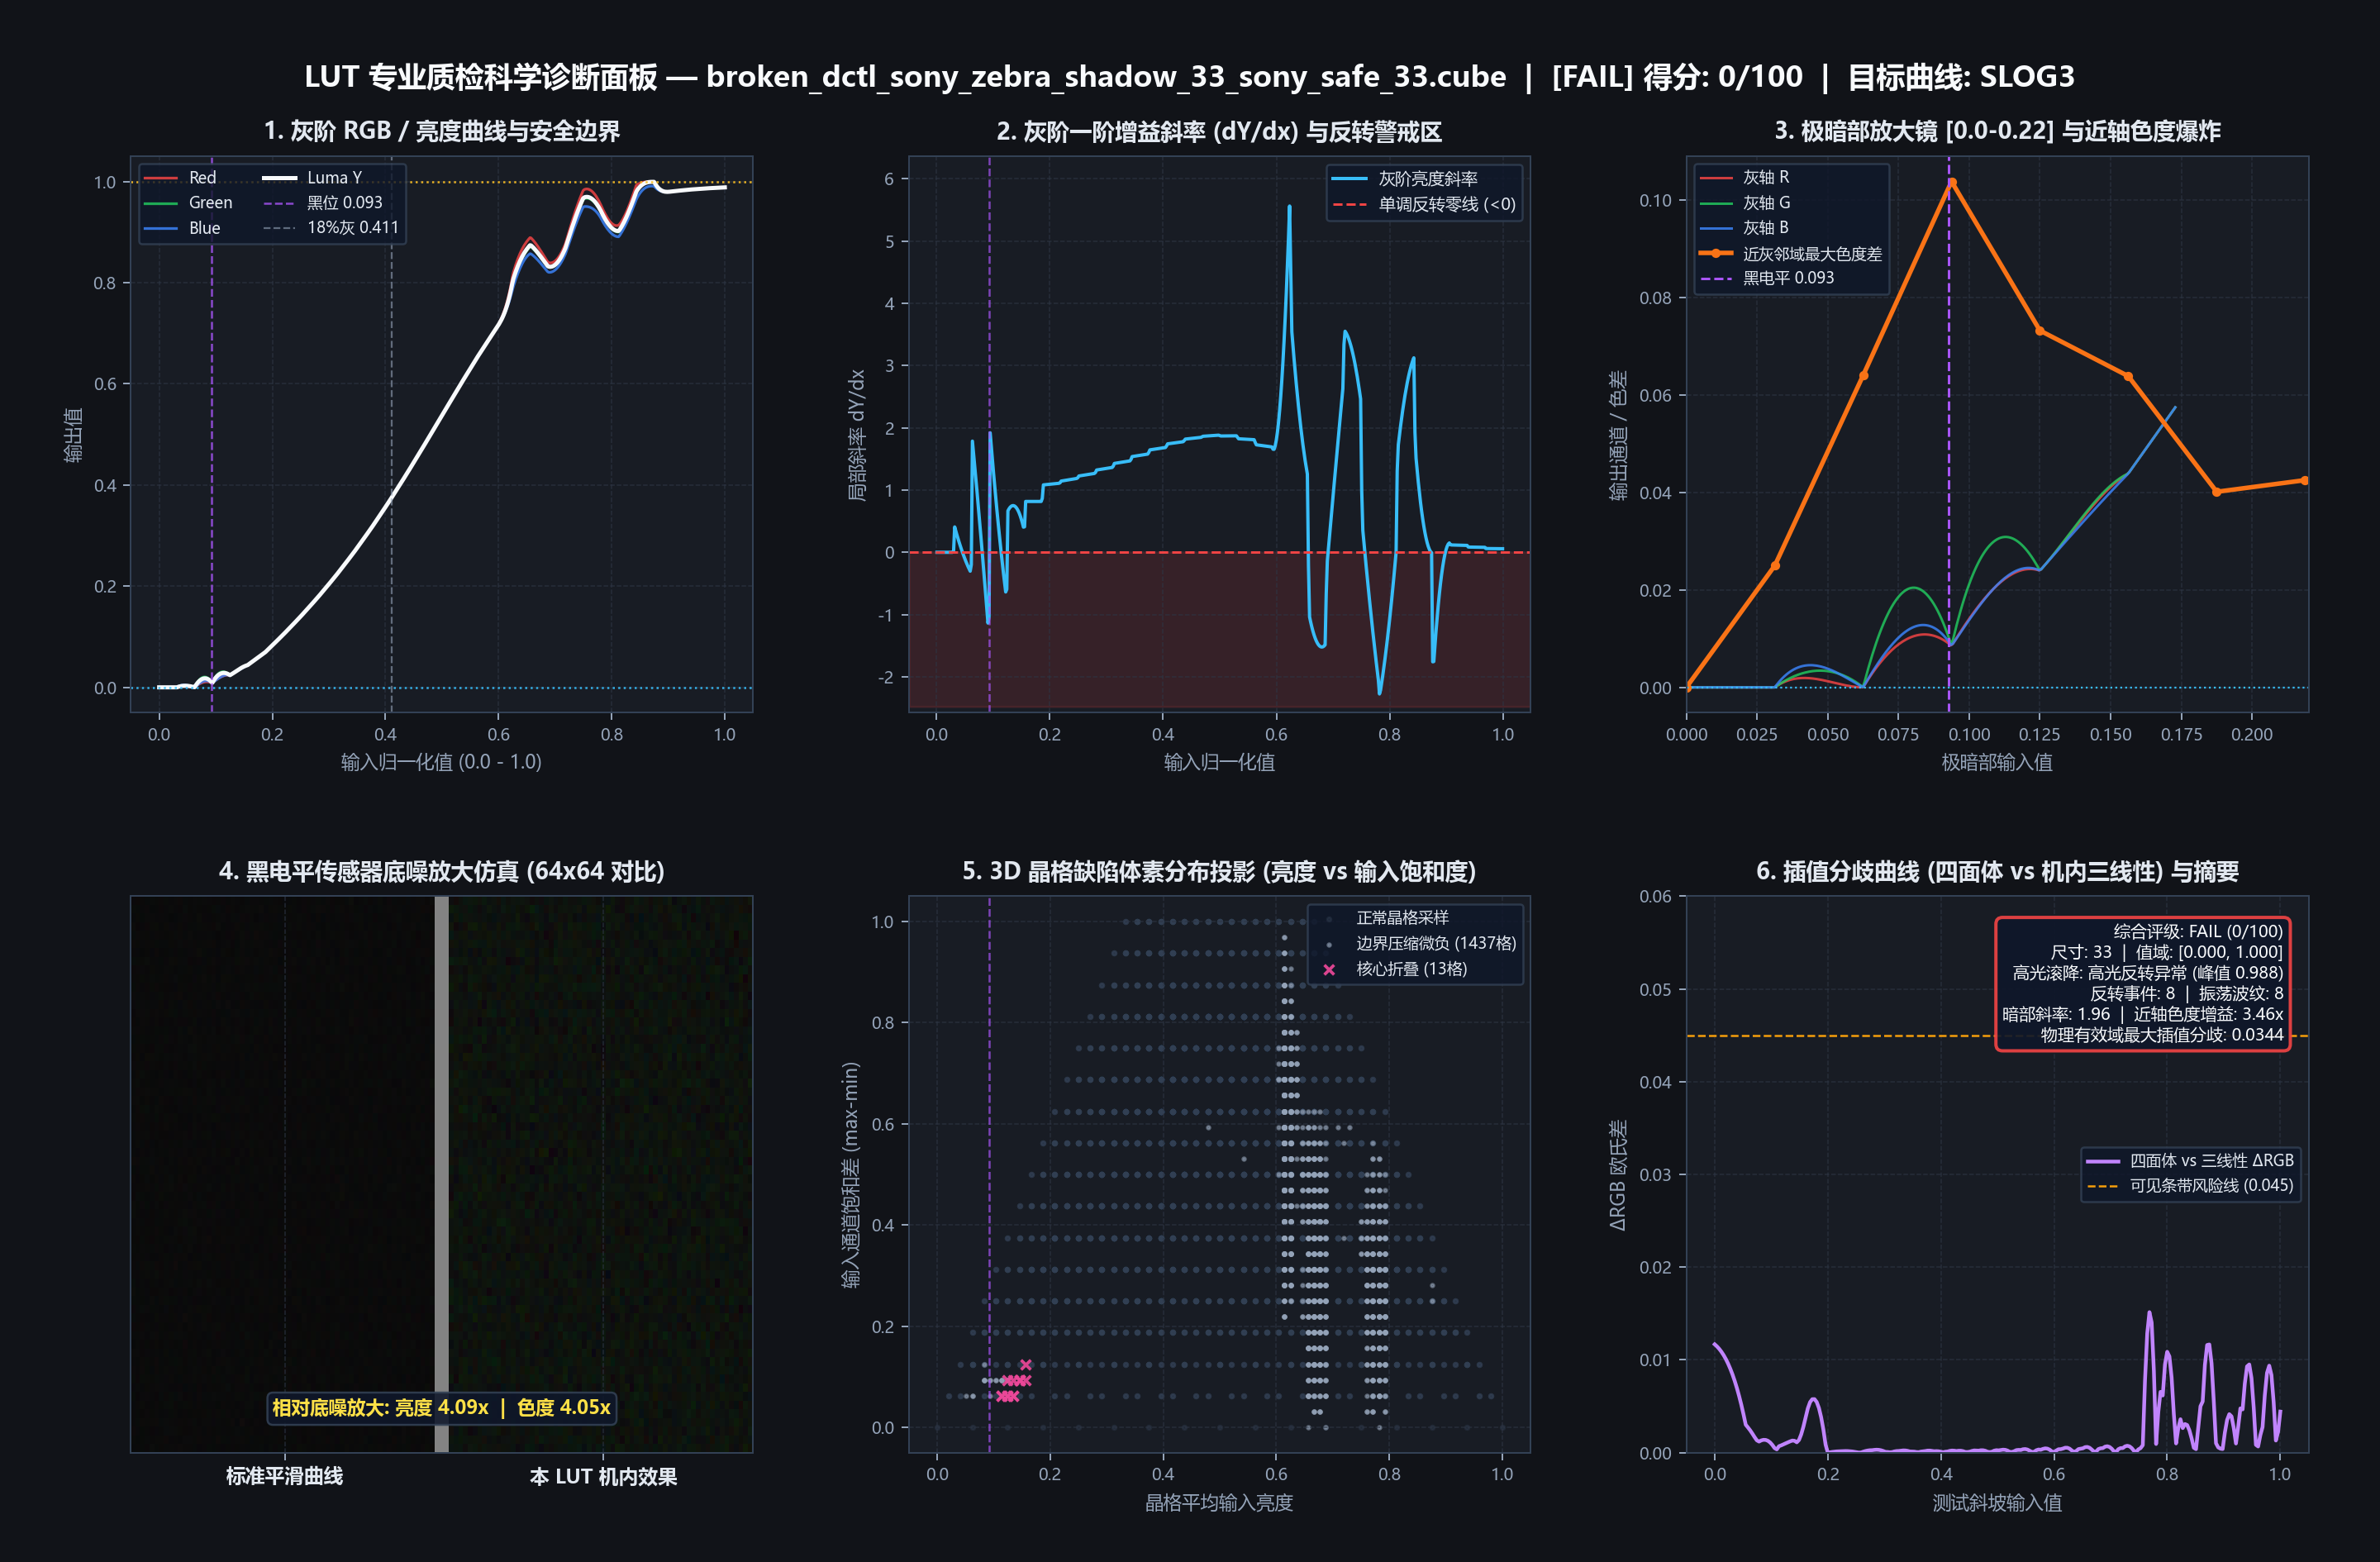 LUT 专业质检科学诊断面板 — broken_dctl_sony_zebra_shadow_33_sony_safe_33.cube | [FAIL] 得分: 0/100 | 目标曲线: SLOG3
1. 灰阶 RGB / 亮度曲线与安全边界
Red
Green
Blue
Luma Y
黑位 0.093
18%灰 0.411
1.0
0.8
0.6
0.4
0.2
0.0
输出值
0.0 0.2 0.4 0.6 0.8 1.0
输入归一化值 (0.0 - 1.0)
2. 灰阶一阶增益斜率 (dY/dx) 与反转警戒区
灰阶亮度斜率
单调反转零线 (<0)
6
5
4
3
2
1
0
-1
-2
局部斜率 dY/dx
0.0 0.2 0.4 0.6 0.8 1.0
输入归一化值
3. 极暗部放大镜 [0.0-0.22] 与近轴色度爆炸
灰轴 R
灰轴 G
灰轴 B
近灰邻域最大色度差
黑电平 0.093
0.10
0.08
0.06
0.04
0.02
0.00
输出通道 / 色差
0.000 0.025 0.050 0.075 0.100 0.125 0.150 0.175 0.200
极暗部输入值
4. 黑电平传感器底噪放大仿真 (64x64 对比)
相对底噪放大: 亮度 4.09x | 色度 4.05x
标准平滑曲线
本 LUT 机内效果
5. 3D 晶格缺陷体素分布投影 (亮度 vs 输入饱和度)
正常晶格采样
边界压缩微负 (1437格)
核心折叠 (13格)
1.0
0.8
0.6
0.4
0.2
0.0
输入通道饱和差 (max-min)
0.0 0.2 0.4 0.6 0.8 1.0
晶格平均输入亮度
6. 插值分歧曲线 (四面体 vs 机内三线性) 与摘要
综合评级: FAIL (0/100)
尺寸: 33 | 值域: [0.000, 1.000]
高光滚降: 高光反转异常 (峰值 0.988)
反转事件: 8 | 振荡波纹: 8
暗部斜率: 1.96 | 近轴色度增益: 3.46x
物理有效域最大插值分歧: 0.0344
四面体 vs 三线性 ΔRGB
可见条带风险线 (0.045)
0.06
0.05
0.04
0.03
0.02
0.01
0.00
ΔRGB 欧氏差
0.0 0.2 0.4 0.6 0.8 1.0
测试斜坡输入值